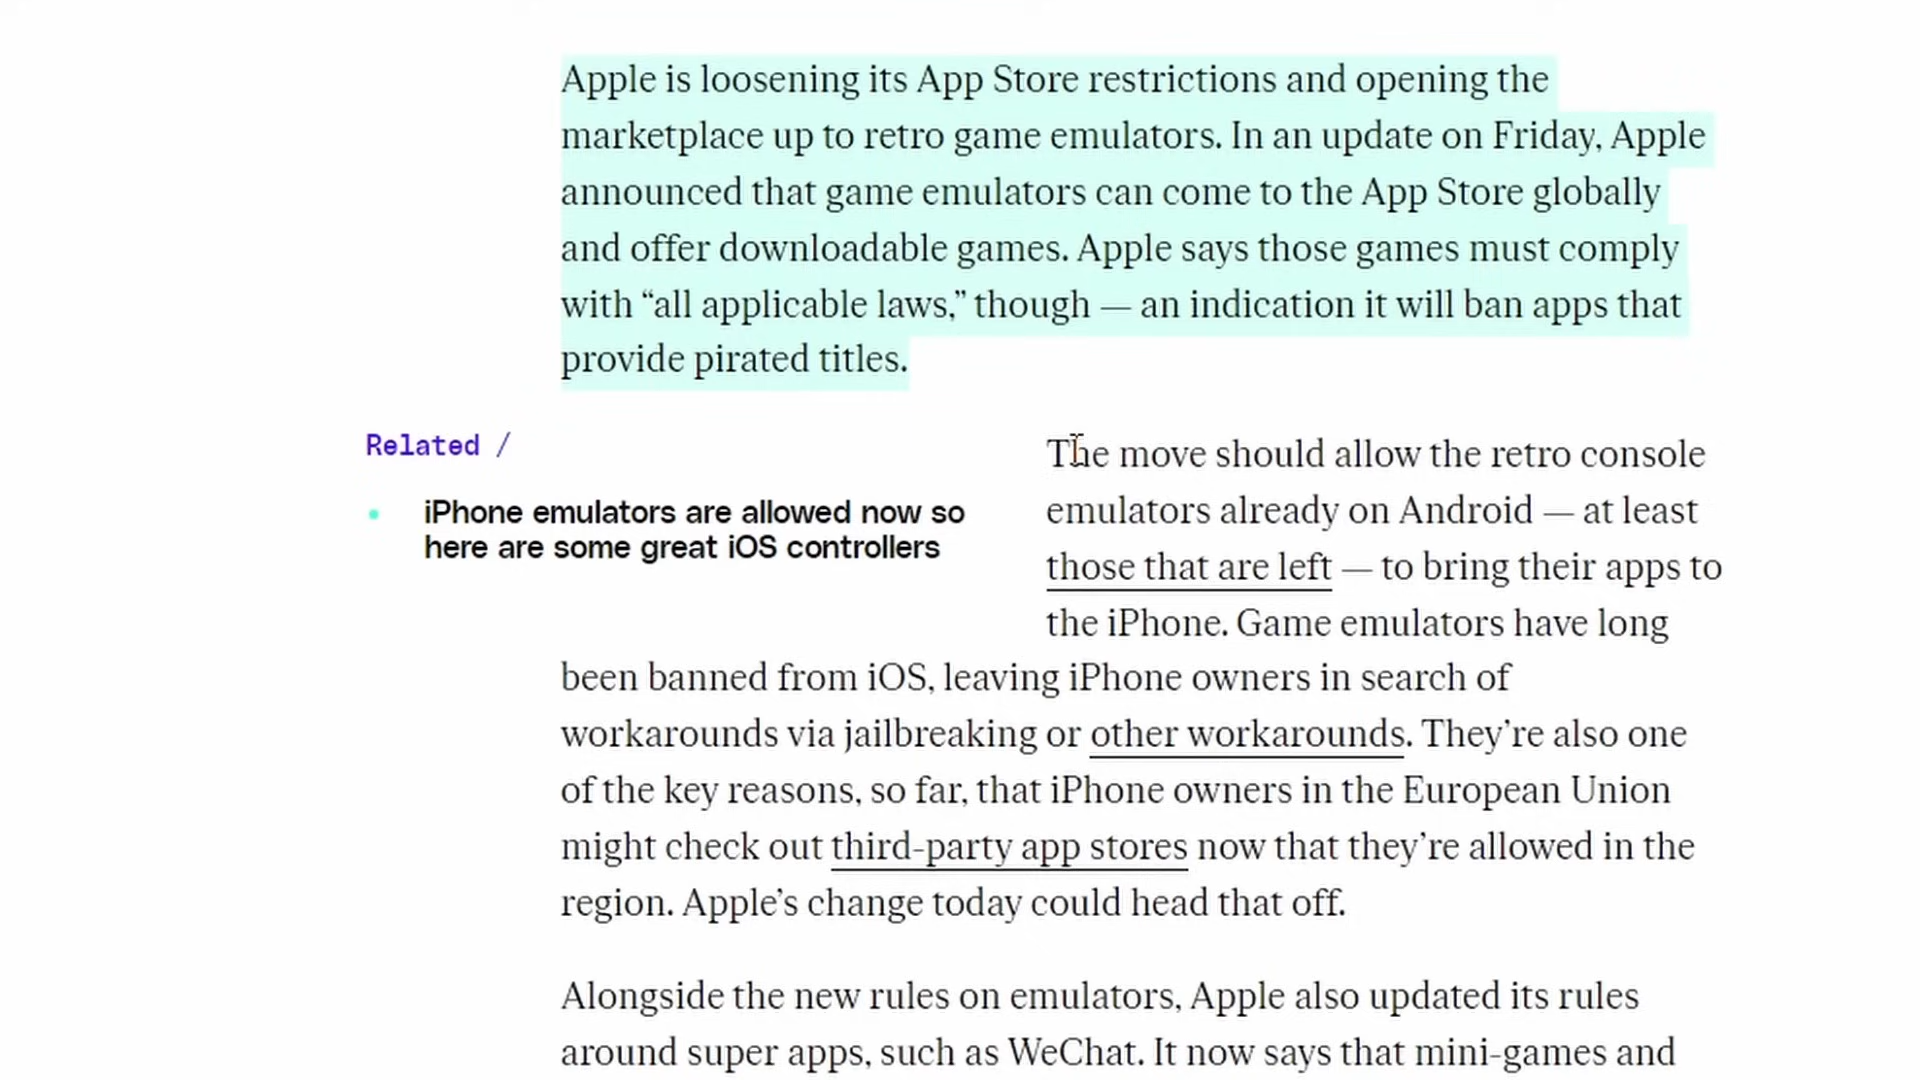 Apple is loosening its App Store restrictions and opening the
marketplace up to retro game emulators. In an update on Friday, Apple
announced that game emulators can come to the App Store globally
and offer downloadable games. Apple says those games must comply
with “all applicable laws,” though — an indication it will ban apps that
provide pirated titles.
Related /
iPhone emulators are allowed now so
here are some great iOS controllers
The move should allow the retro console
emulators already on Android — at least
those that are left — to bring their apps to
the iPhone. Game emulators have long
been banned from iOS, leaving iPhone owners in search of
workarounds via jailbreaking or other workarounds. They’re also one
of the key reasons, so far, that iPhone owners in the European Union
might check out third-party app stores now that they’re allowed in the
region. Apple’s change today could head that off.
Alongside the new rules on emulators, Apple also updated its rules
around super apps, such as WeChat. It now says that mini-games and